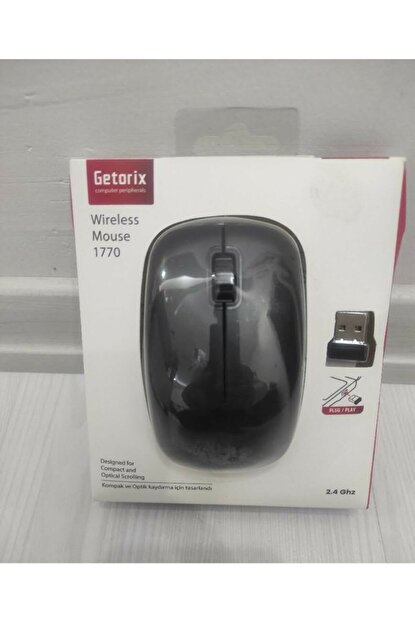 Getorix
computer peripherals
Wireless
Mouse
1770
PLUG / PLAY
Designed for
Compact and
Optical Scrolling
Kompak ve Optik kaydırma için tasarlandı
2.4 Ghz